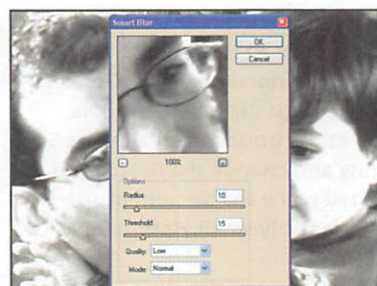 Smart Blur
OK
Cancel
100%
Options
Radius 10
Threshold 15
Quality: Low
Mode: Normal